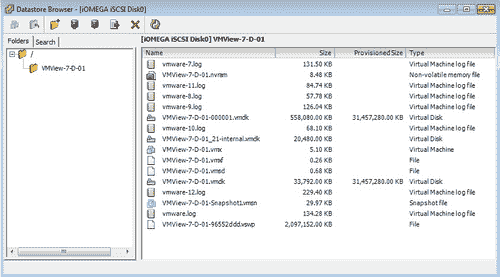 Datastore Browser - [iOMEGA iSCSI Disk0]
Folders Search
[iOMEGA iSCSI Disk0] VMView-7-D-01
/
VMView-7-D-01
Name Size Provisioned Size Type
vmware-7.log 131.50 KB Virtual Machine log file
VMView-7-D-01.nvram 8.48 KB Non-volatile memory file
vmware-11.log 84.74 KB Virtual Machine log file
vmware-8.log 57.78 KB Virtual Machine log file
vmware-9.log 126.04 KB Virtual Machine log file
VMView-7-D-01-000001.vmdk 558,080.00 KB 31,457,280.00 KB Virtual Disk
vmware-10.log 68.10 KB Virtual Machine log file
VMView-7-D-01_21-internal.vmdk 20,480.00 KB Virtual Disk
VMView-7-D-01.vmx 5.10 KB Virtual Machine
VMView-7-D-01.vmxf 0.26 KB File
VMView-7-D-01.vmsd 0.68 KB File
VMView-7-D-01.vmdk 33,792.00 KB 31,457,280.00 KB Virtual Disk
vmware-12.log 229.40 KB Virtual Machine log file
VMView-7-D-01-Snapshot1.vmsn 29.97 KB Snapshot file
vmware.log 134.28 KB Virtual Machine log file
VMView-7-D-01-96552ddd.vswp 2,097,152.00 KB File